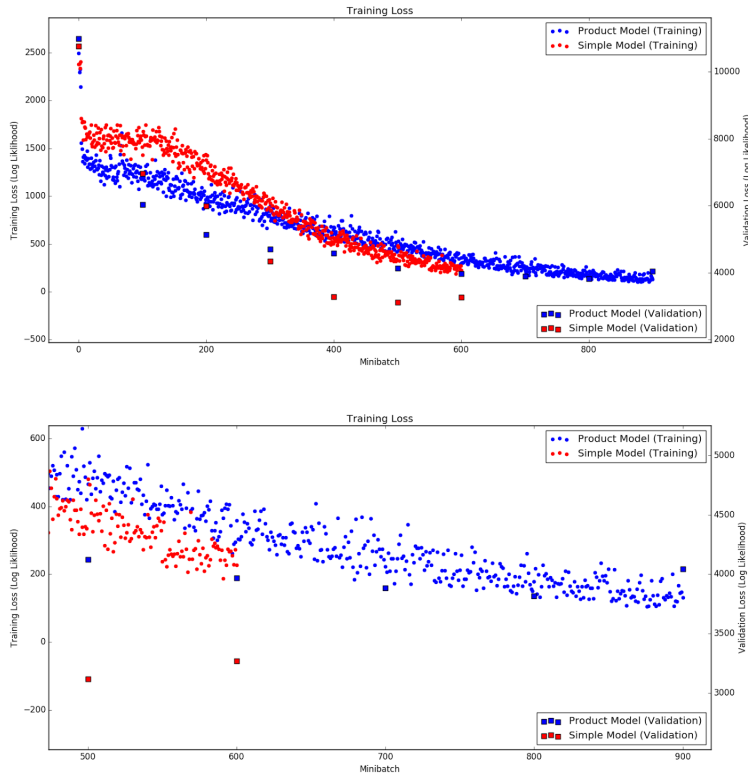 Training Loss
Product Model (Training)
Simple Model (Training)
2500
2000
1500
1000
500
0
−500
10000
8000
6000
4000
2000
Training Loss (Log Liklihood)
Validation Loss (Log Likelihood)
Product Model (Validation)
Simple Model (Validation)
0
200
400
600
800
Minibatch
Training Loss
Product Model (Training)
Simple Model (Training)
600
400
200
0
−200
5000
4500
4000
3500
3000
Training Loss (Log Liklihood)
Validation Loss (Log Likelihood)
Product Model (Validation)
Simple Model (Validation)
500
600
700
800
900
Minibatch